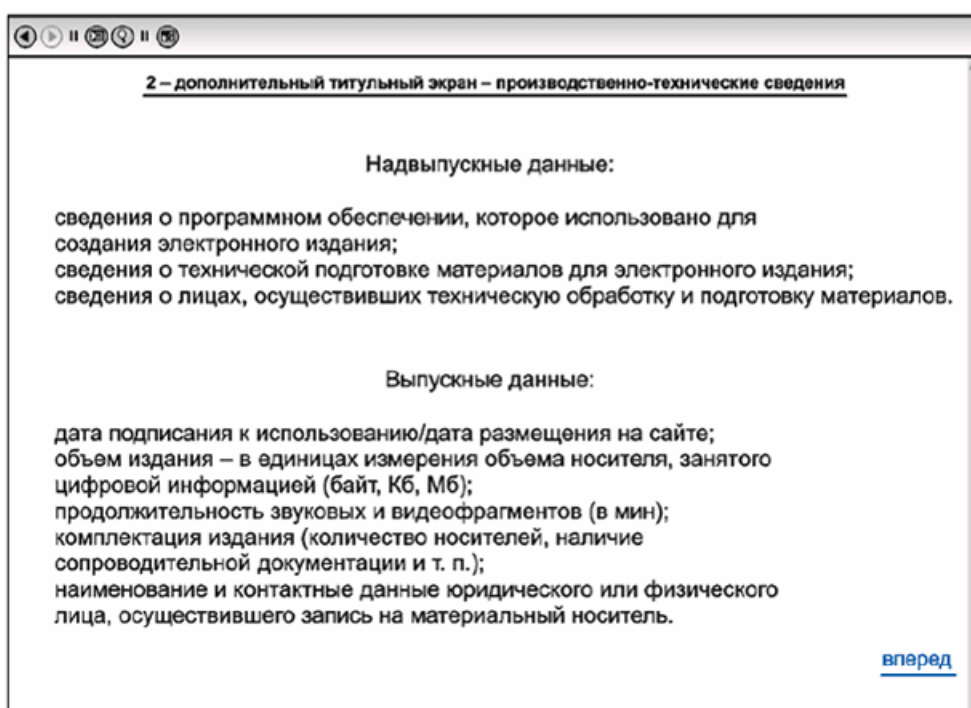 2 – дополнительный титульный экран – производственно-технические сведения
Надвыпускные данные:
сведения о программном обеспечении, которое использовано для
создания электронного издания;
сведения о технической подготовке материалов для электронного издания;
сведения о лицах, осуществивших техническую обработку и подготовку материалов.
Выпускные данные:
дата подписания к использованию/дата размещения на сайте;
объем издания – в единицах измерения объема носителя, занятого
цифровой информацией (байт, Кб, Мб);
продолжительность звуковых и видеофрагментов (в мин);
комплектация издания (количество носителей, наличие
сопроводительной документации и т. п.);
наименование и контактные данные юридического или физического
лица, осуществившего запись на материальный носитель.
вперед